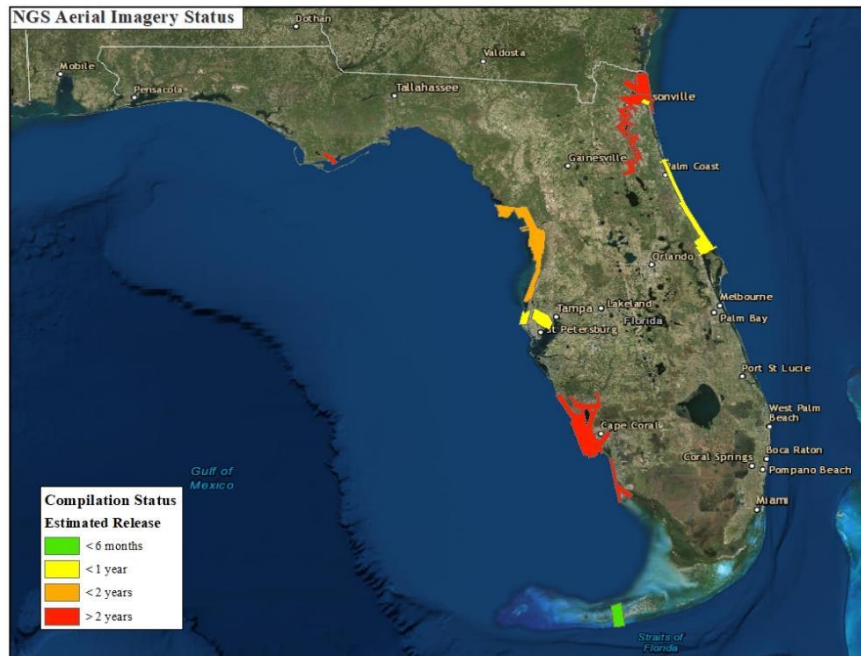 NGS Aerial Imagery Status
Dothan
Mobile
Valdosta
Pensacola
Tallahassee
sonville
Gainesville
Palm Coast
Orlando
Melbourne
Tampa
Lakeland
Palm Bay
Florida
St Petersburg
Port St Lucie
West Palm
Beach
Cape Coral
Boca Raton
Coral Springs
Pompano Beach
Gulf of
Mexico
Miami
Compilation Status
Estimated Release
< 6 months
< 1 year
< 2 years
> 2 years
Straits of
Florida